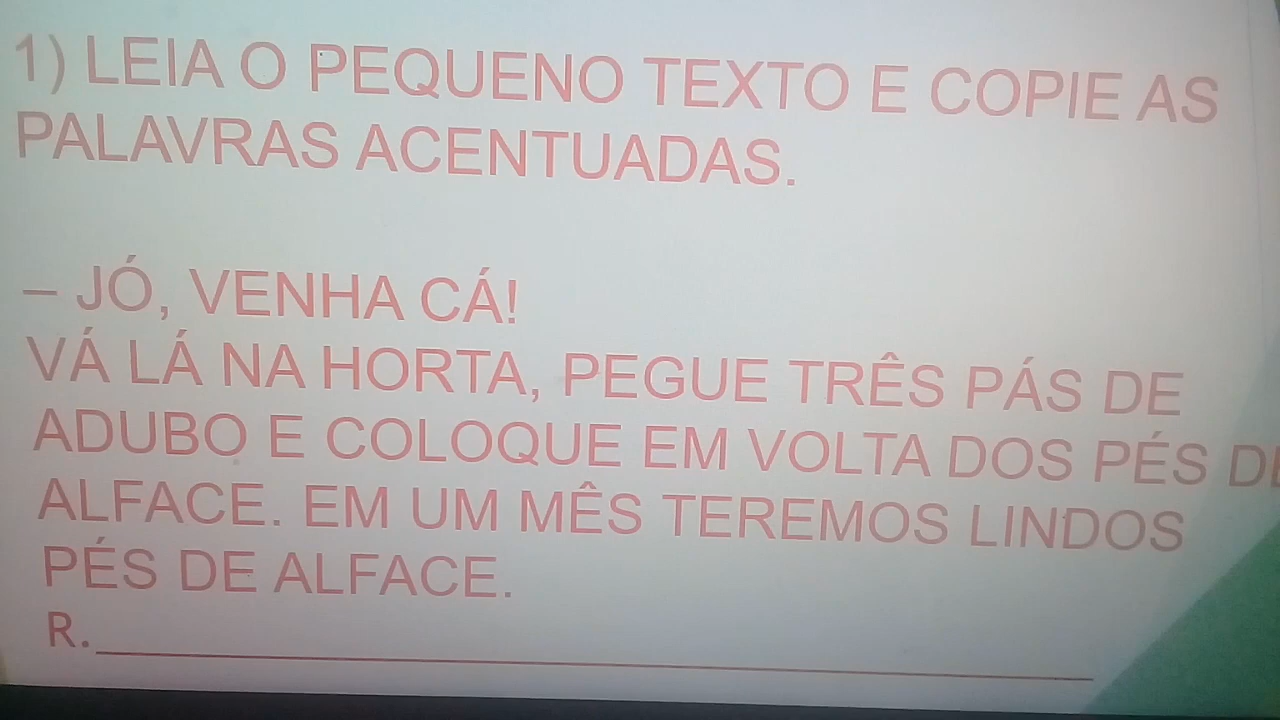 1) LEIA O PEQUENO TEXTO E COPIE AS
PALAVRAS ACENTUADAS.
– JÓ, VENHA CÁ!
VÁ LÁ NA HORTA, PEGUE TRÊS PÁS DE
ADUBO E COLOQUE EM VOLTA DOS PÉS DE
ALFACE. EM UM MÊS TEREMOS LINDOS
PÉS DE ALFACE.
R.